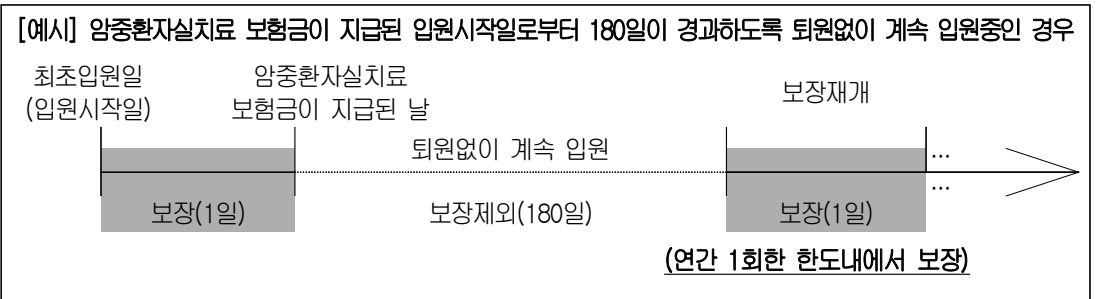 [예시] 암중환자실치료 보험금이 지급된 입원시작일로부터 180일이 경과하도록 퇴원없이 계속 입원중인 경우
최초입원일
(입원시작일)
암중환자실치료
보험금이 지급된 날
보장재개
퇴원없이 계속 입원
...
...
보장(1일)
보장제외(180일)
보장(1일)
(연간 1회한 한도내에서 보장)